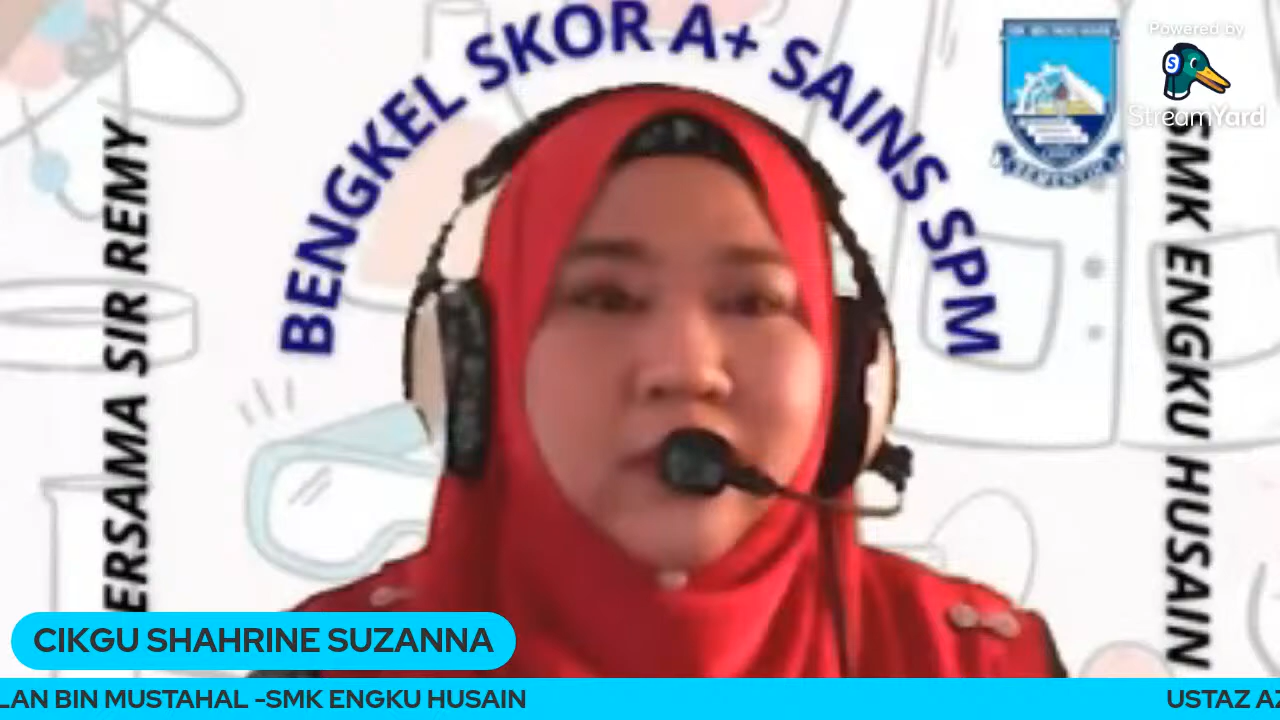 BENGKEL SKOR A+ SAINS SPM
Powered by
StreamYard
ERSAMA SIR REMY
SMK ENGKU HUSAIN
CIKGU SHAHRINE SUZANNA
LAN BIN MUSTAHAL -SMK ENGKU HUSAIN
USTAZ AZ